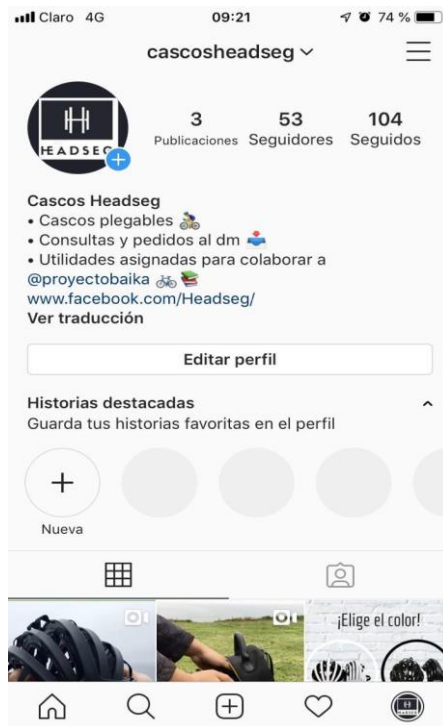 Claro 4G 09:21 74 %
cascosheadseg
HEADSEG
3 53 104
Publicaciones Seguidores Seguidos
Cascos Headseg
• Cascos plegables
• Consultas y pedidos al dm
• Utilidades asignadas para colaborar a
@proyectobaika
www.facebook.com/Headseg/
Ver traducción
Editar perfil
Historias destacadas
Guarda tus historias favoritas en el perfil
Nueva
¡Elige el color!